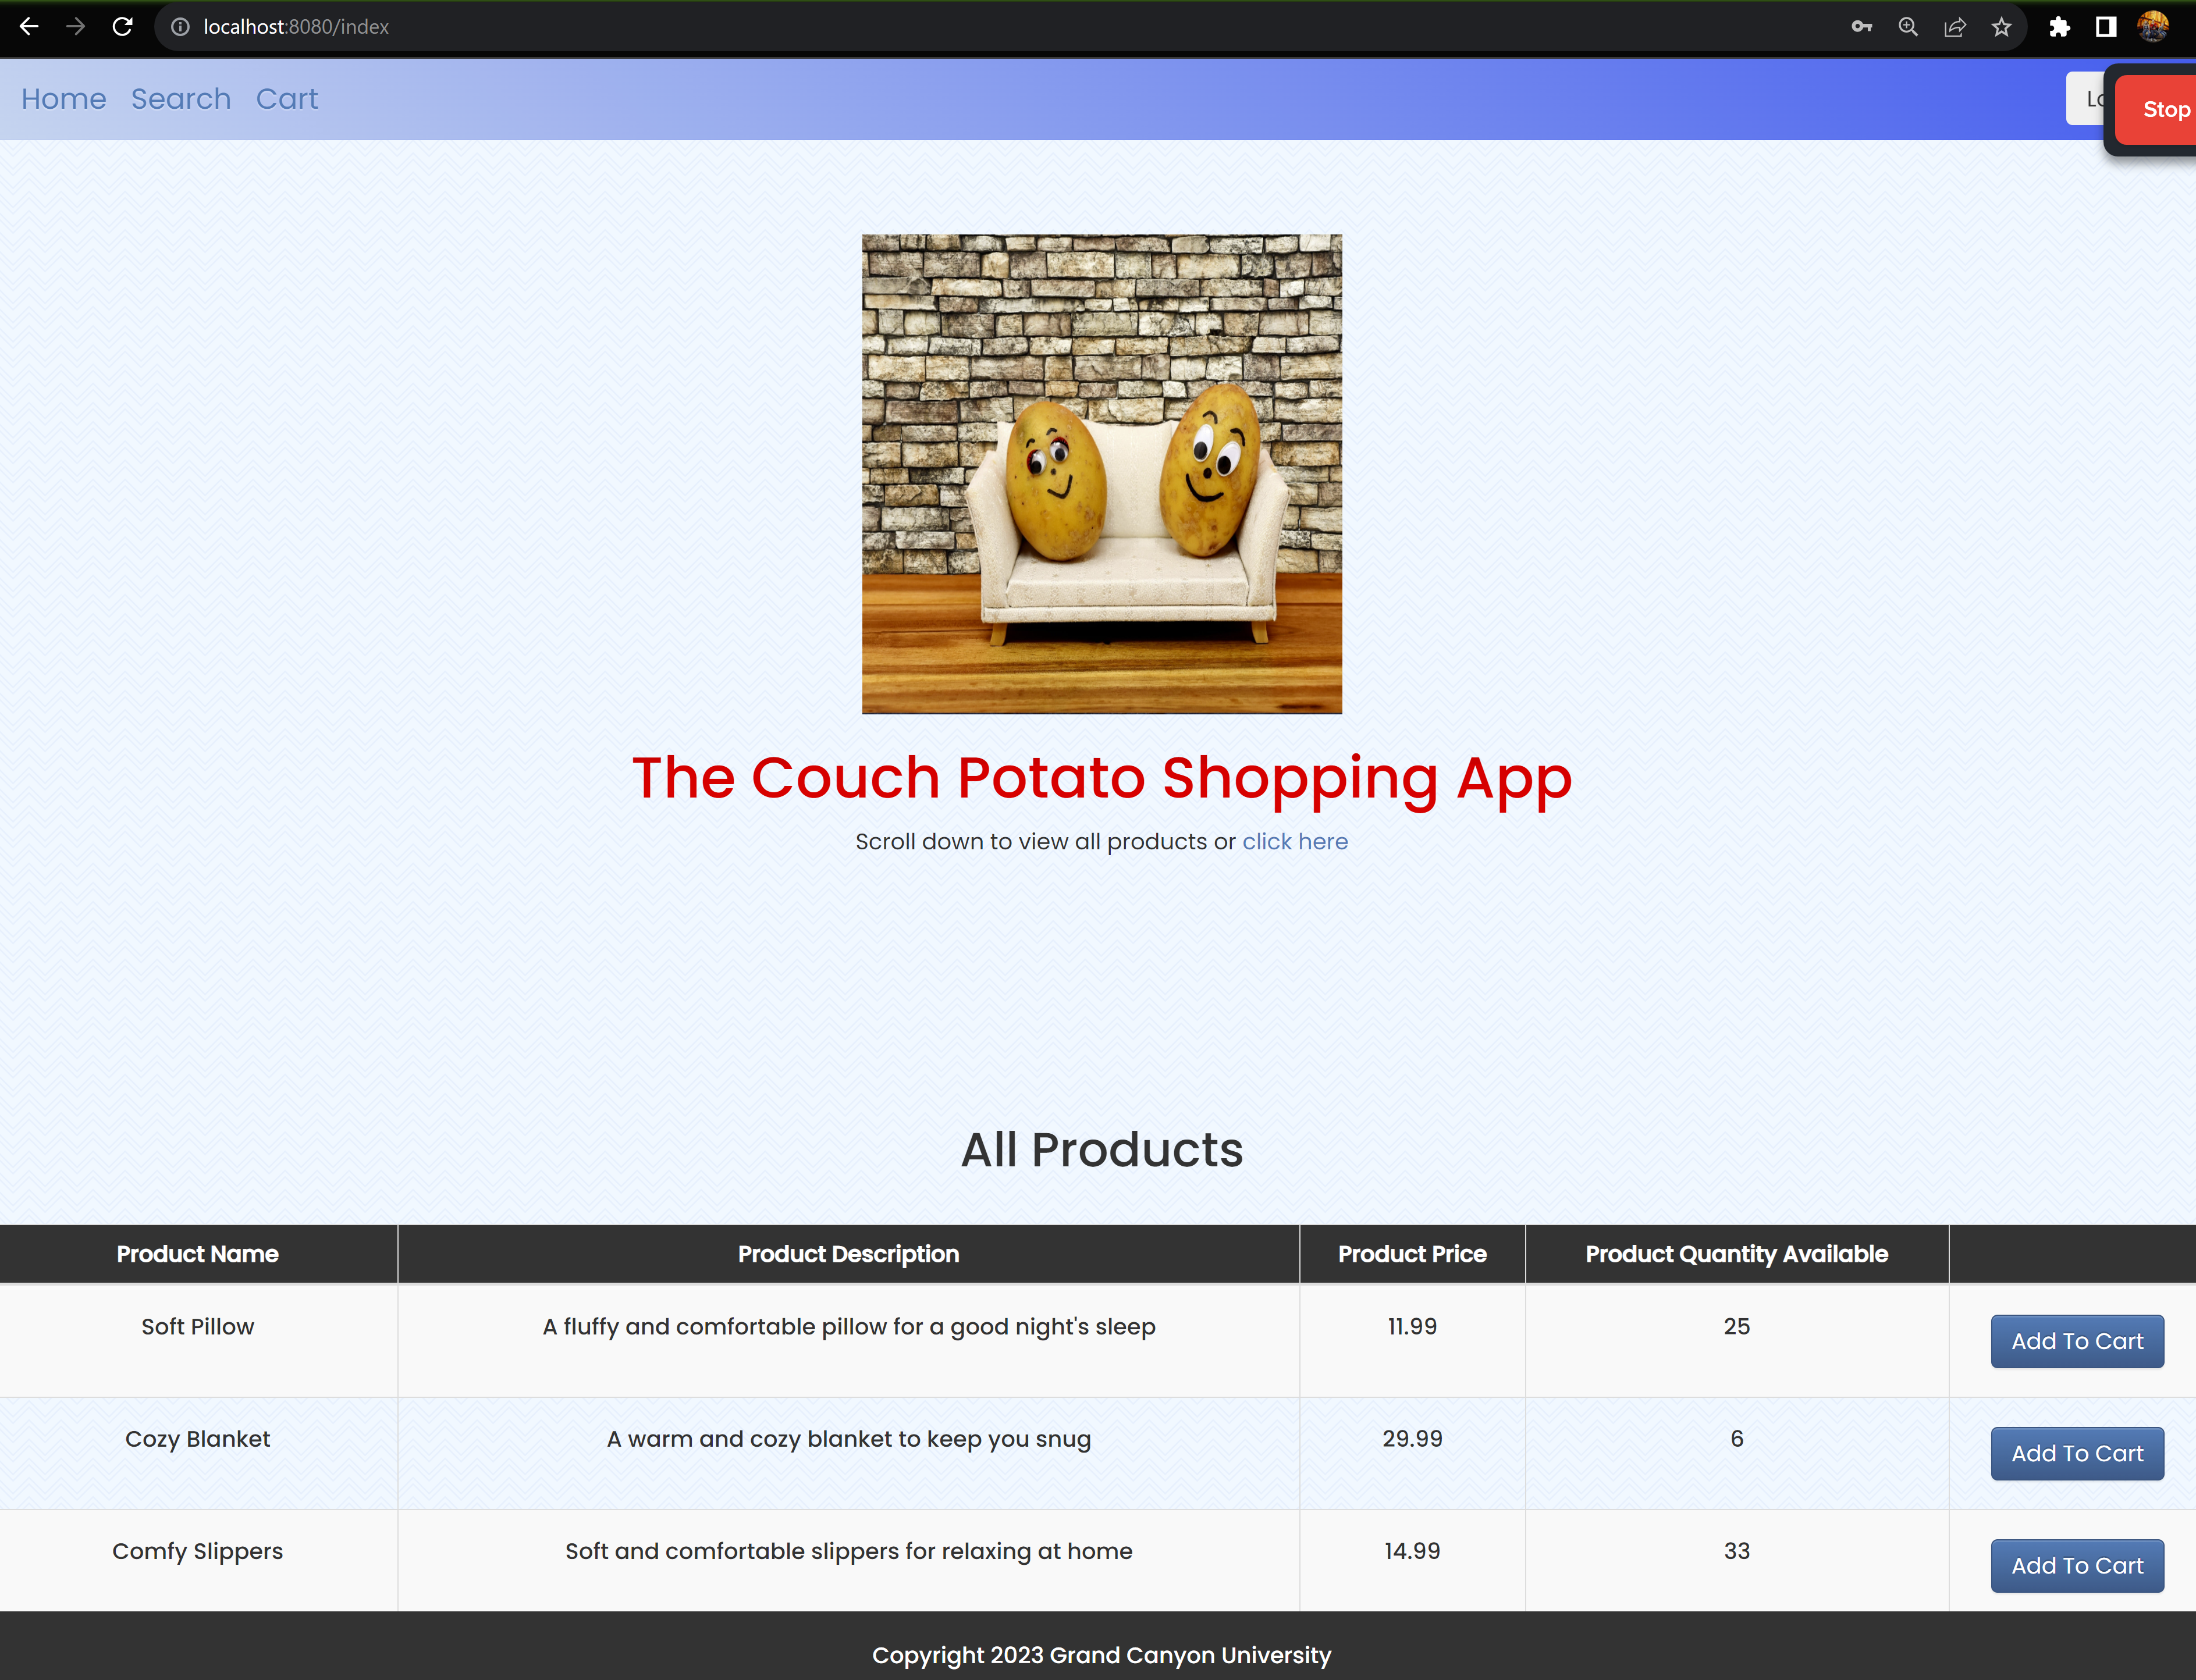 localhost:8080/index
Home Search Cart
Stop
The Couch Potato Shopping App
Scroll down to view all products or click here
All Products
Product Name Product Description Product Price Product Quantity Available
Soft Pillow A fluffy and comfortable pillow for a good night's sleep 11.99 25 Add To Cart
Cozy Blanket A warm and cozy blanket to keep you snug 29.99 6 Add To Cart
Comfy Slippers Soft and comfortable slippers for relaxing at home 14.99 33 Add To Cart
Copyright 2023 Grand Canyon University